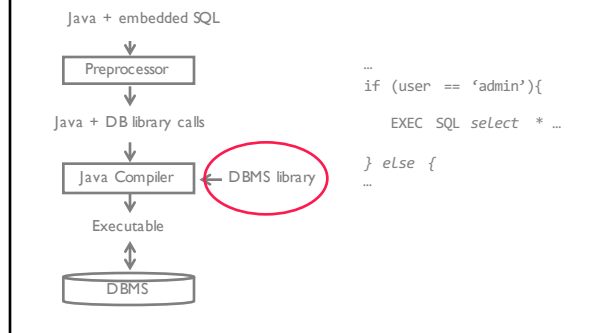 Java + embedded SQL
Preprocessor
Java + DB library calls
Java Compiler
DBMS library
Executable
DBMS
…
if (user == ‘admin’){
EXEC SQL select * …
} else {
…